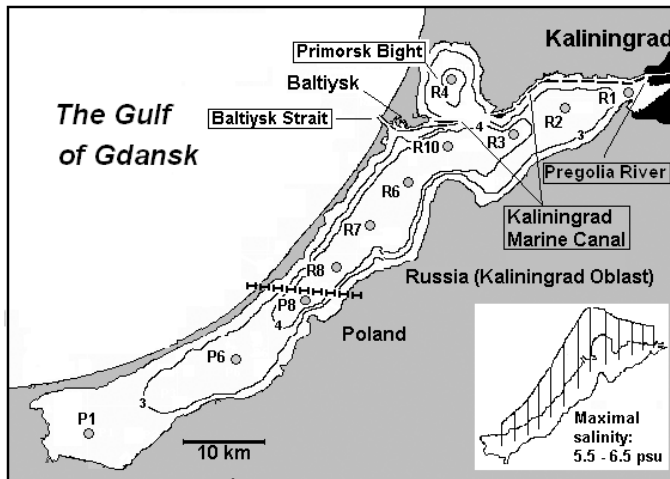 Kaliningrad
Primorsk Bight
Baltiysk
R4
R1
The Gulf
of Gdansk
Baltiysk Strait
4
R2
R3
3
R10
Pregolia River
R6
Kaliningrad
Marine Canal
R7
R8
Russia (Kaliningrad Oblast)
P8
4
Poland
P6
3
P1
10 km
Maximal
salinity:
5.5 - 6.5 psu